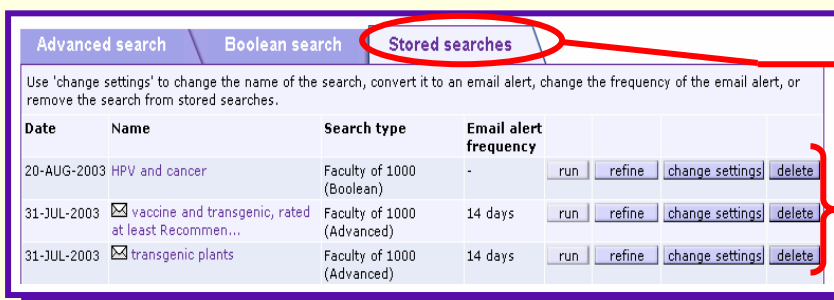 Advanced search Boolean search Stored searches
Use 'change settings' to change the name of the search, convert it to an email alert, change the frequency of the email alert, or
remove the search from stored searches.
Date Name Search type Email alert
frequency
20-AUG-2003 HPV and cancer Faculty of 1000 - run refine change settings delete
(Boolean)
31-JUL-2003 vaccine and transgenic, rated Faculty of 1000 14 days run refine change settings delete
at least Recommen... (Advanced)
31-JUL-2003 transgenic plants Faculty of 1000 14 days run refine change settings delete
(Advanced)